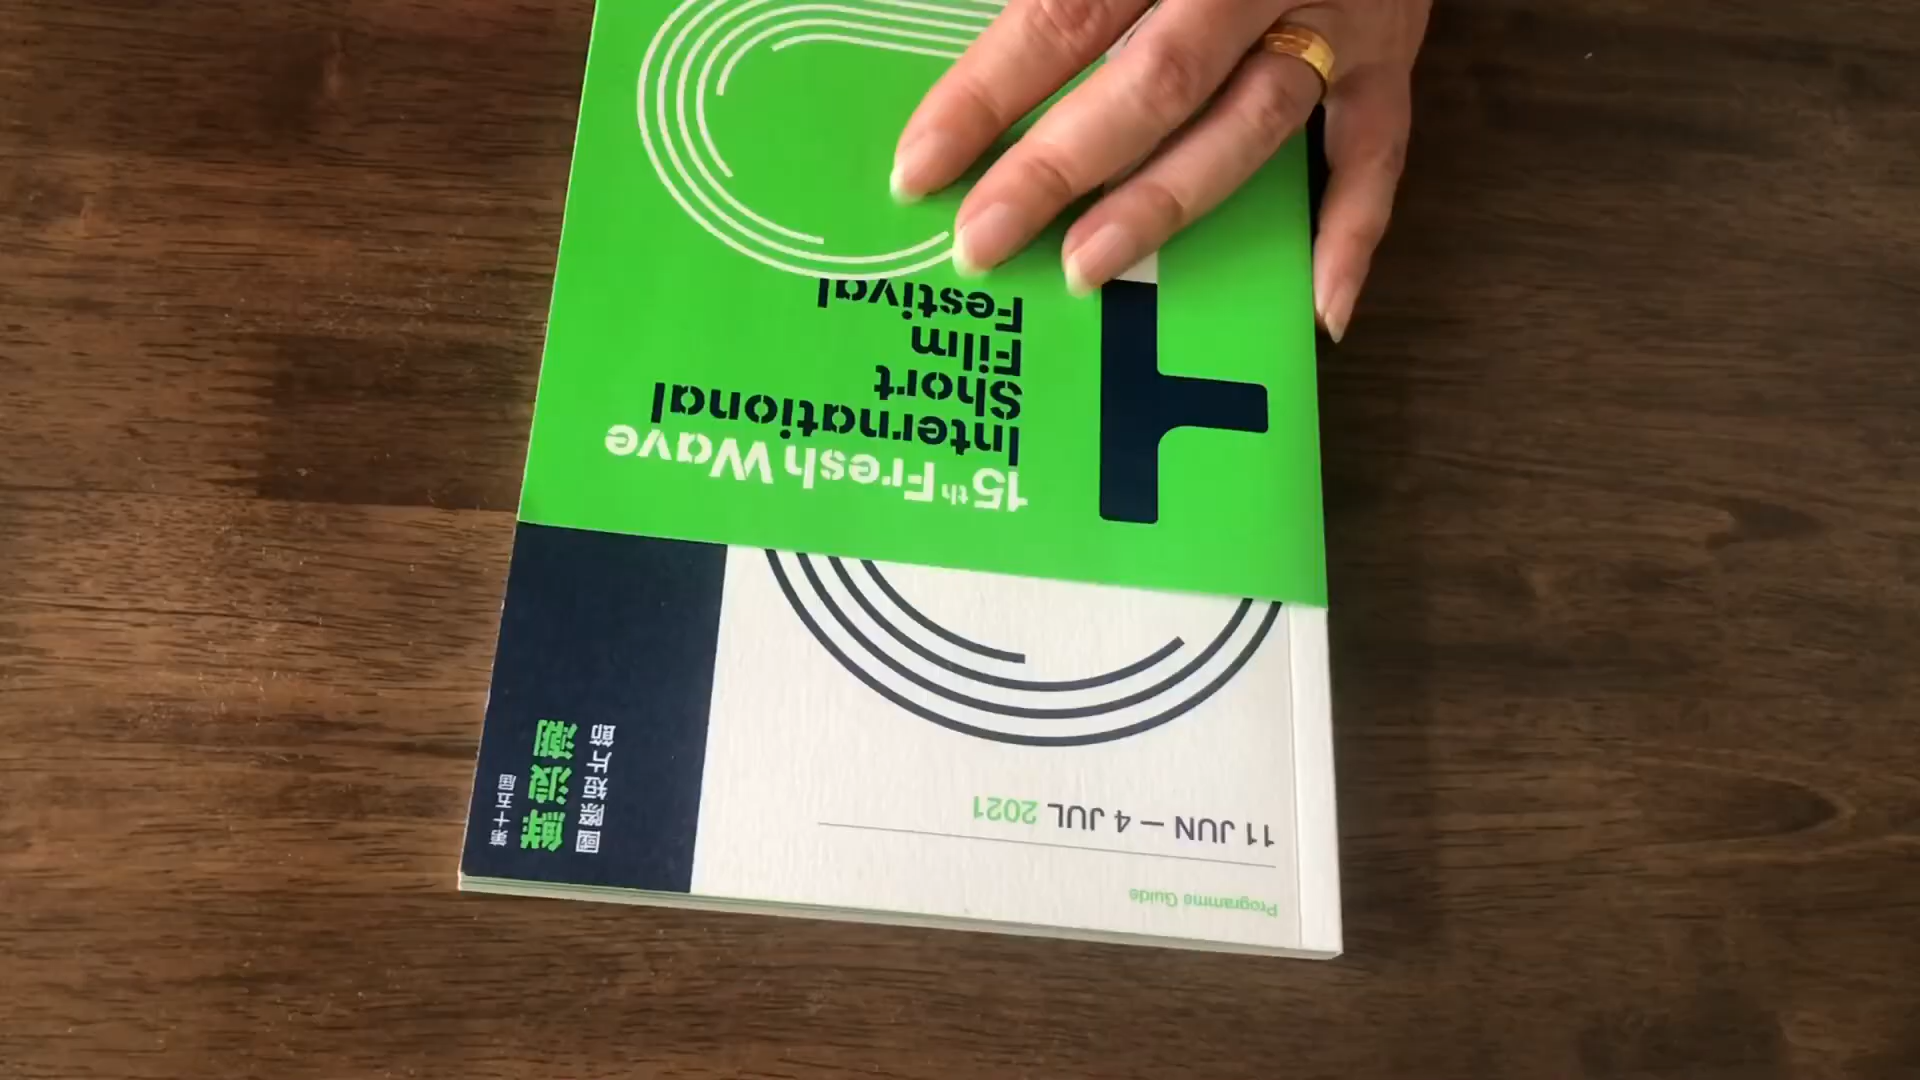 15th Fresh Wave
International
Short
Film
Festival
第十五屆
鮮浪潮
國際短片節
11 JUN — 4 JUL 2021
Programme Guide